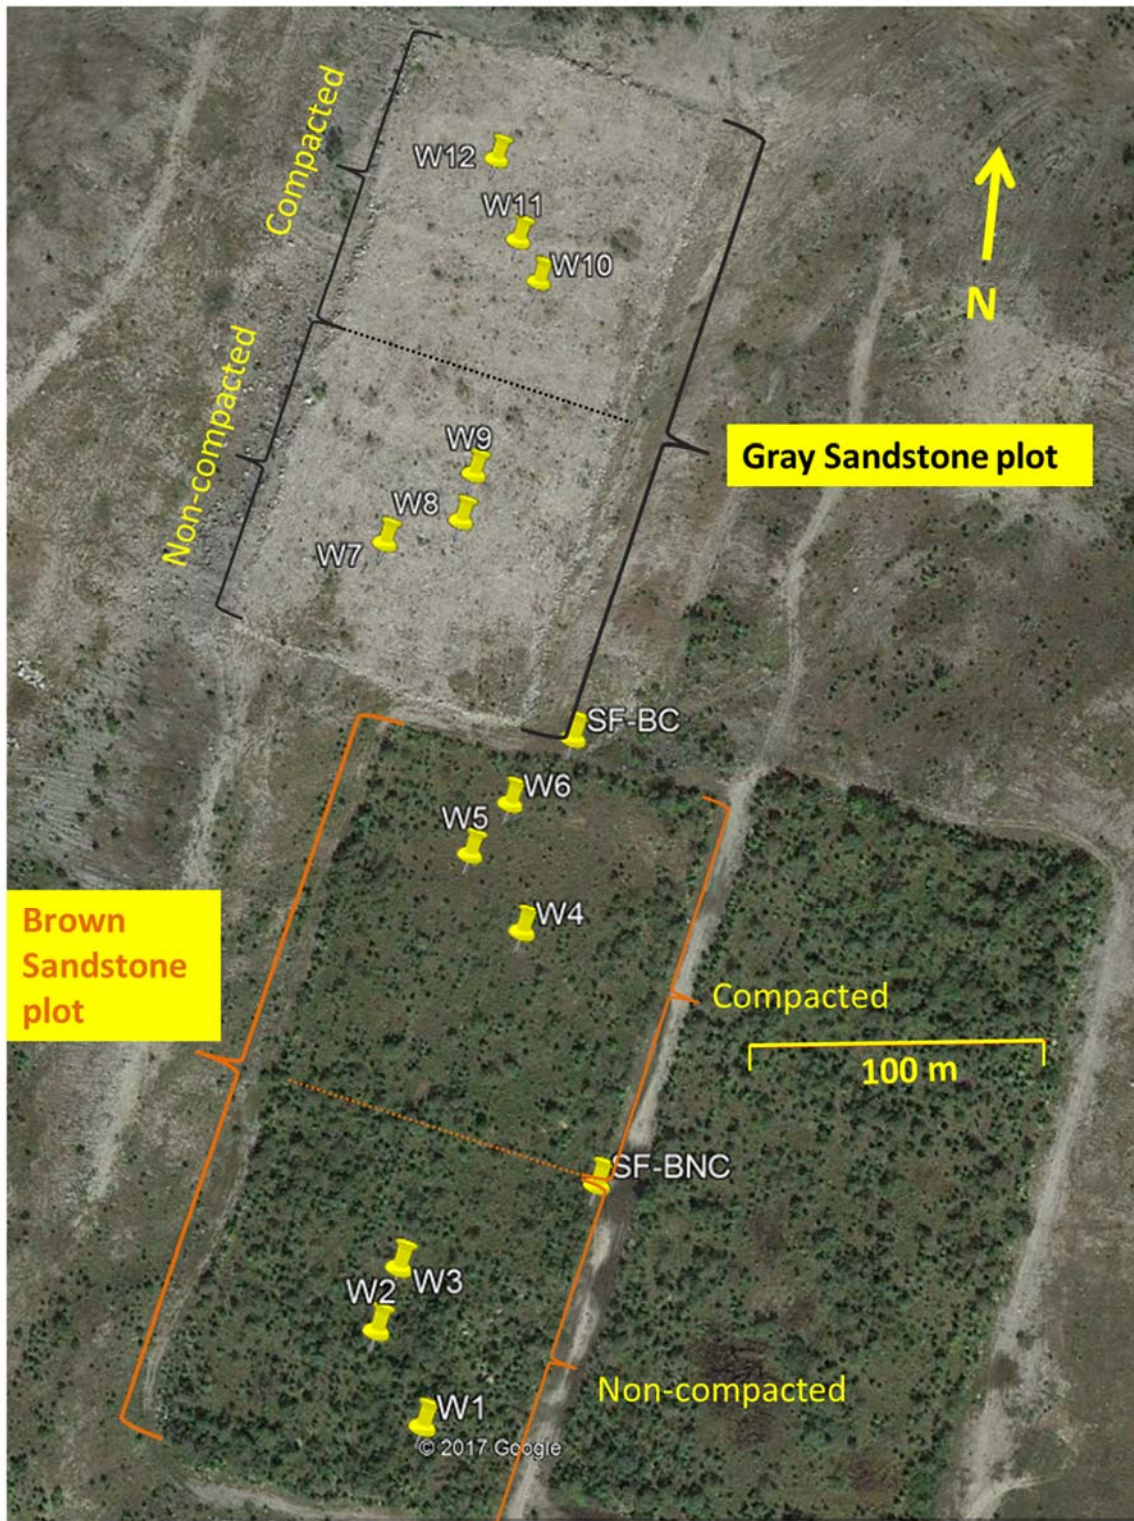 Compacted
W12
W11
W10
N
Non-compacted
W9
Gray Sandstone plot
W8
W7
SF-BC
W6
W5
W4
Brown
Sandstone
plot
Compacted
100 m
SF-BNC
W3
W2
Non-compacted
W1
© 2017 Google